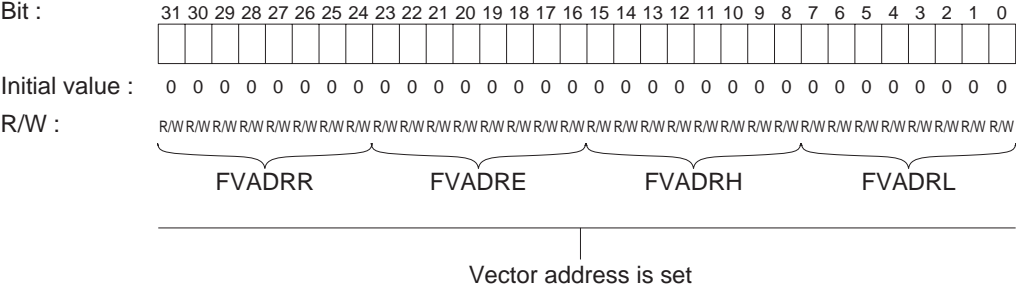 Bit : 31 30 29 28 27 26 25 24 23 22 21 20 19 18 17 16 15 14 13 12 11 10 9 8 7 6 5 4 3 2 1 0
Initial value : 0 0 0 0 0 0 0 0 0 0 0 0 0 0 0 0 0 0 0 0 0 0 0 0 0 0 0 0 0 0 0 0
R/W : R/W R/W R/W R/W R/W R/W R/W R/W R/W R/W R/W R/W R/W R/W R/W R/W R/W R/W R/W R/W R/W R/W R/W R/W R/W R/W R/W R/W R/W R/W R/W R/W
FVADRR FVADRE FVADRH FVADRL
Vector address is set